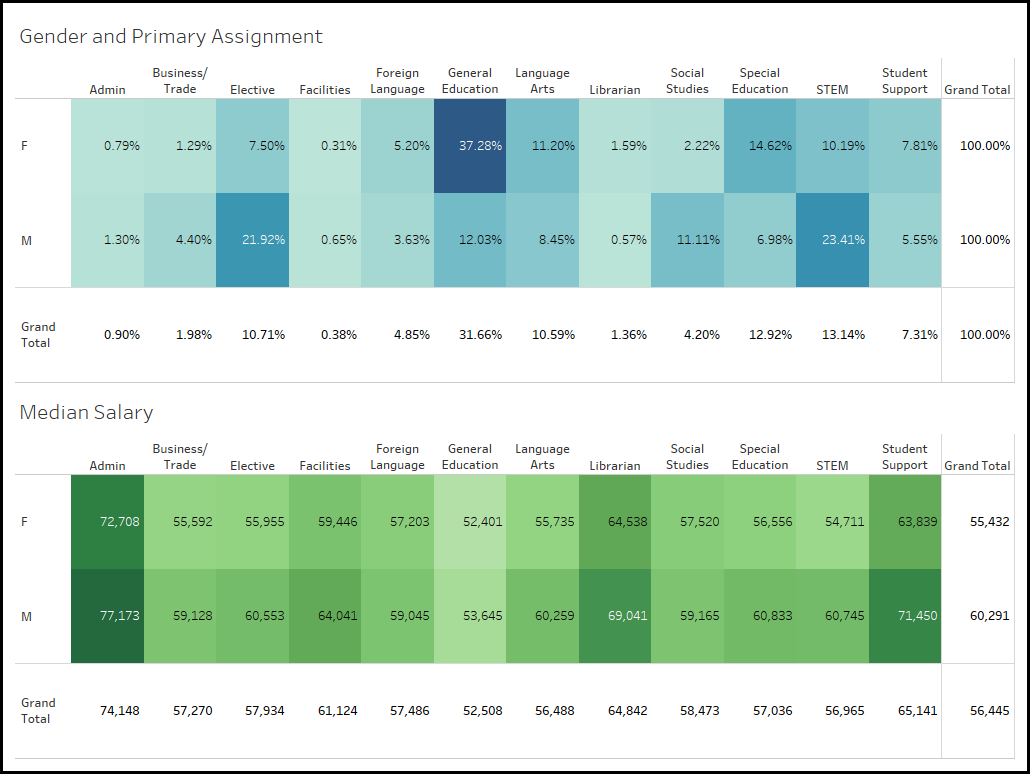 Gender and Primary Assignment
Admin Business/ Trade Elective Facilities Foreign Language General Education Language Arts Librarian Social Studies Special Education STEM Student Support Grand Total
F 0.79% 1.29% 7.50% 0.31% 5.20% 37.28% 11.20% 1.59% 2.22% 14.62% 10.19% 7.81% 100.00%
M 1.30% 4.40% 21.92% 0.65% 3.63% 12.03% 8.45% 0.57% 11.11% 6.98% 23.41% 5.55% 100.00%
Grand Total 0.90% 1.98% 10.71% 0.38% 4.85% 31.66% 10.59% 1.36% 4.20% 12.92% 13.14% 7.31% 100.00%
Median Salary
Admin Business/ Trade Elective Facilities Foreign Language General Education Language Arts Librarian Social Studies Special Education STEM Student Support Grand Total
F 72,708 55,592 55,955 59,446 57,203 52,401 55,735 64,538 57,520 56,556 54,711 63,839 55,432
M 77,173 59,128 60,553 64,041 59,045 53,645 60,259 69,041 59,165 60,833 60,745 71,450 60,291
Grand Total 74,148 57,270 57,934 61,124 57,486 52,508 56,488 64,842 58,473 57,036 56,965 65,141 56,445